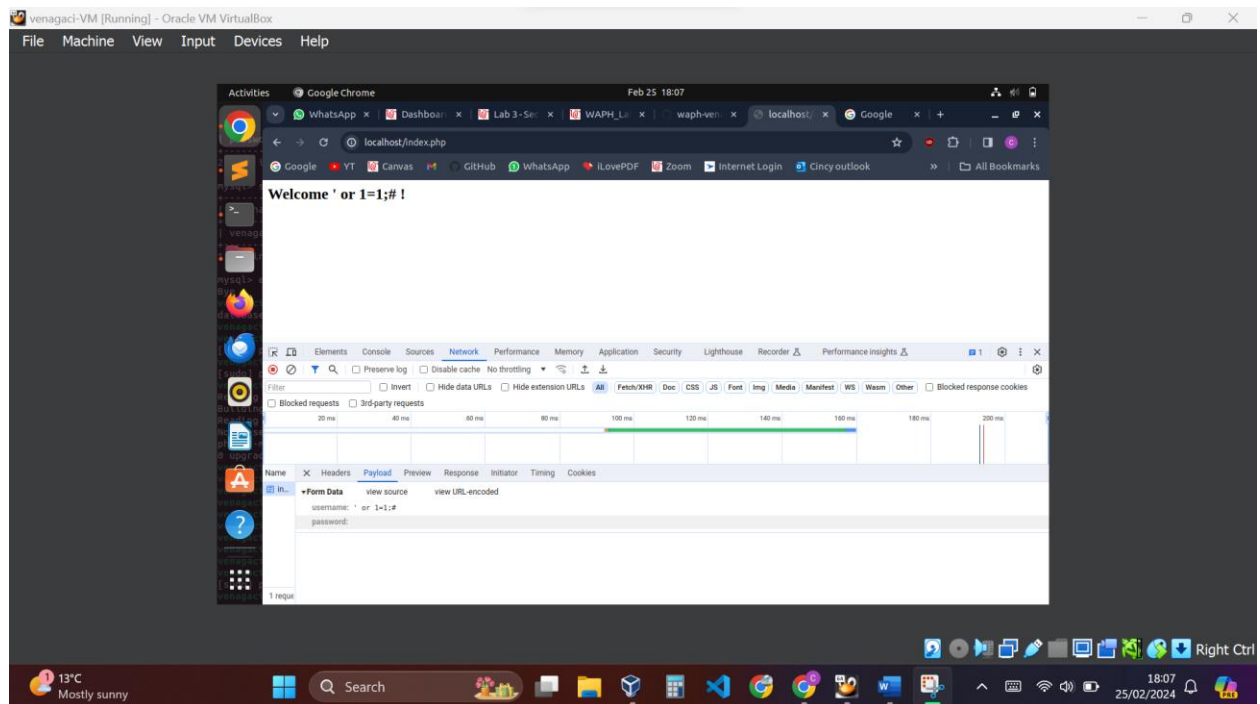 venagaci-VM [Running] - Oracle VM VirtualBox
File Machine View Input Devices Help
Activities Google Chrome Feb 25 18:07
WhatsApp Dashboar Lab 3 - Sec WAPH_La waph-ven localhost/ Google
localhost/index.php
Google YT Canvas GitHub WhatsApp iLovePDF Zoom Internet Login Cincy outlook » All Bookmarks
Welcome ' or 1=1;# !
Elements Console Sources Network Performance Memory Application Security Lighthouse Recorder Performance insights 1
Preserve log Disable cache No throttling
Filter Invert Hide data URLs Hide extension URLs All Fetch/XHR Doc CSS JS Font Img Media Manifest WS Wasm Other Blocked response cookies
Blocked requests 3rd-party requests
20 ms 40 ms 60 ms 80 ms 100 ms 120 ms 140 ms 160 ms 180 ms 200 ms
Name X Headers Payload Preview Response Initiator Timing Cookies
in... Form Data view source view URL-encoded
username: ' or 1=1;#
password:
1 reque
Right Ctrl
1 13°C
Mostly sunny
Search
18:07
25/02/2024
PRE